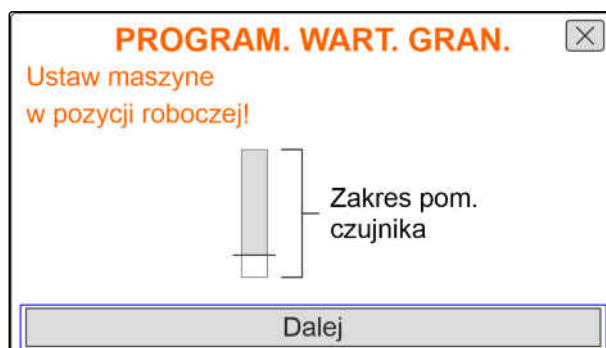 PROGRAM. WART. GRAN.
Ustaw maszyne
w pozycji roboczej!
Zakres pom.
czujnika
Dalej